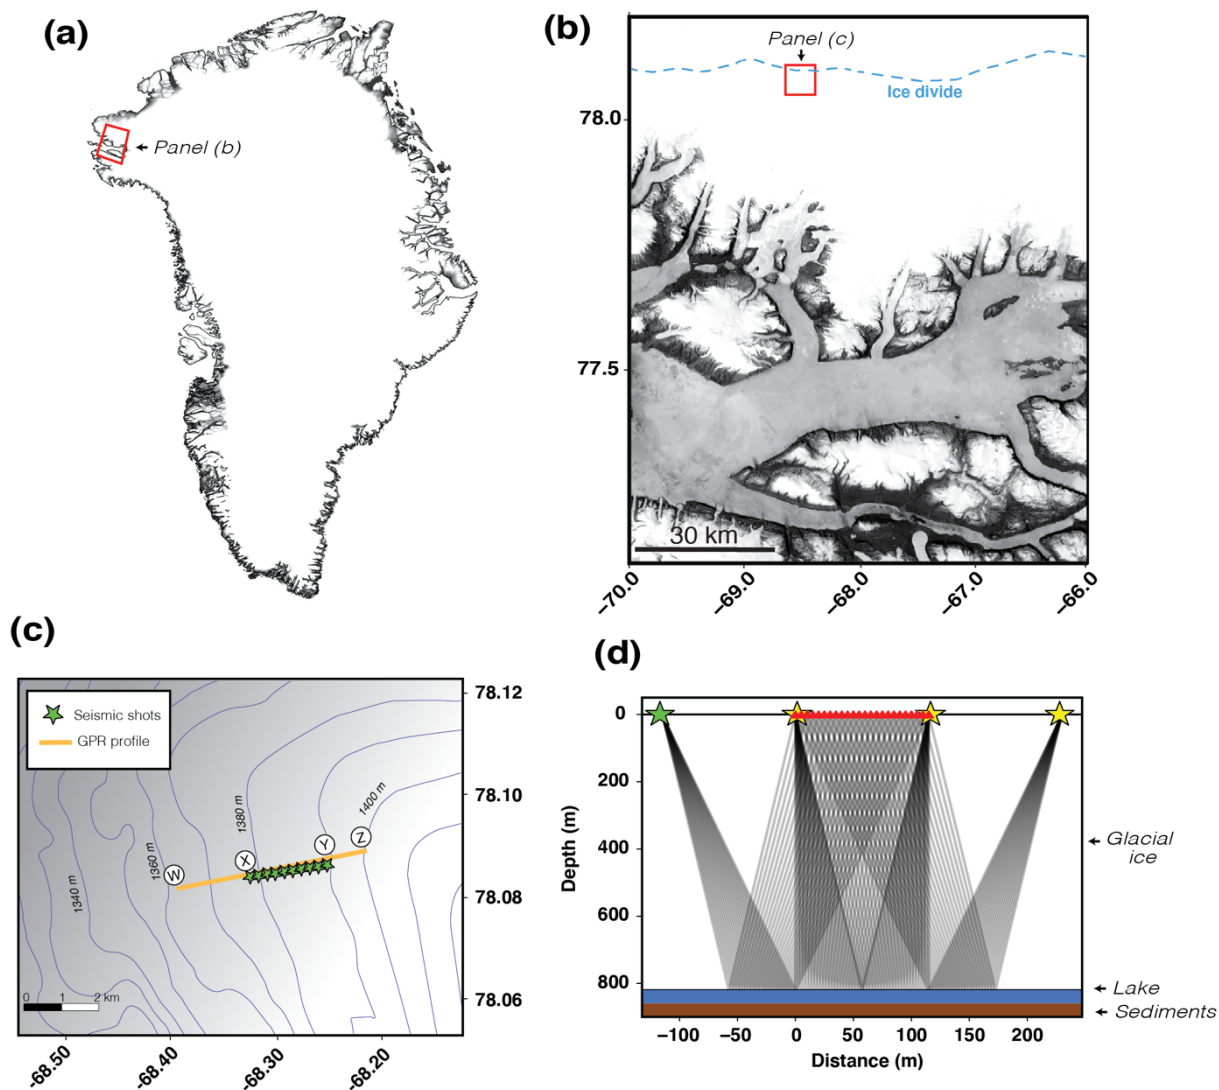 (a)
Panel (b)
(b)
Panel (c)
Ice divide
78.0
77.5
30 km
−70.0
−69.0
−68.0
−67.0
−66.0
(c)
Seismic shots
GPR profile
1340 m
1360 m
1380 m
1400 m
W
X
Y
Z
0 1 2 km
78.12
78.10
78.08
78.06
−68.50
−68.40
−68.30
−68.20
(d)
0
200
400
600
800
Depth (m)
Glacial
ice
Lake
Sediments
−100 −50 0 50 100 150 200
Distance (m)